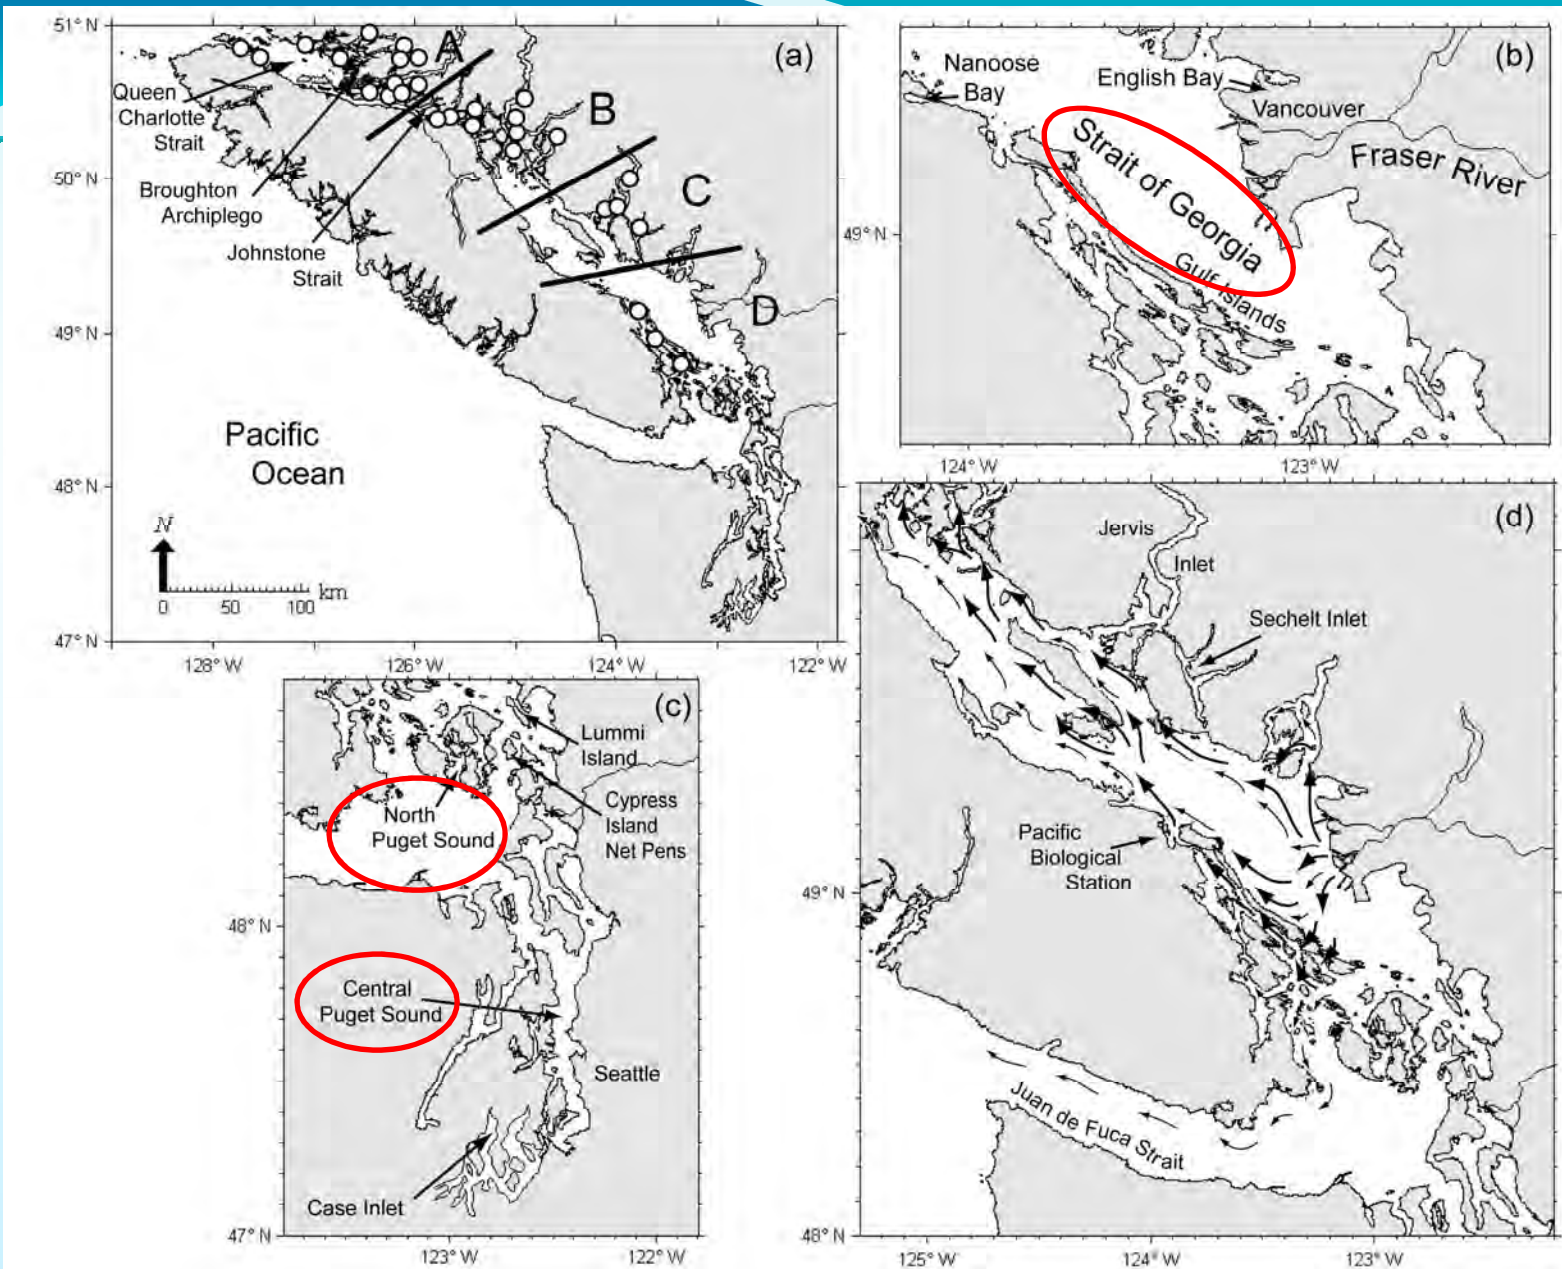 (a)
51° N
50° N
49° N
48° N
47° N
128° W
126° W
124° W
122° W
A
B
C
D
Queen
Charlotte
Strait
Broughton
Archiplego
Johnstone
Strait
Pacific
Ocean
N
0 50 100 km
(b)
Nanoose
Bay
English Bay
Vancouver
Fraser River
Strait of Georgia
Gulf Islands
49° N
124° W
123° W
(c)
Lummi
Island
North
Puget Sound
Cypress
Island
Net Pens
Central
Puget Sound
Seattle
Case Inlet
48° N
47° N
123° W
122° W
(d)
Jervis
Inlet
Sechelt Inlet
Pacific
Biological
Station
Juan de Fuca Strait
49° N
48° N
125° W
124° W
123° W